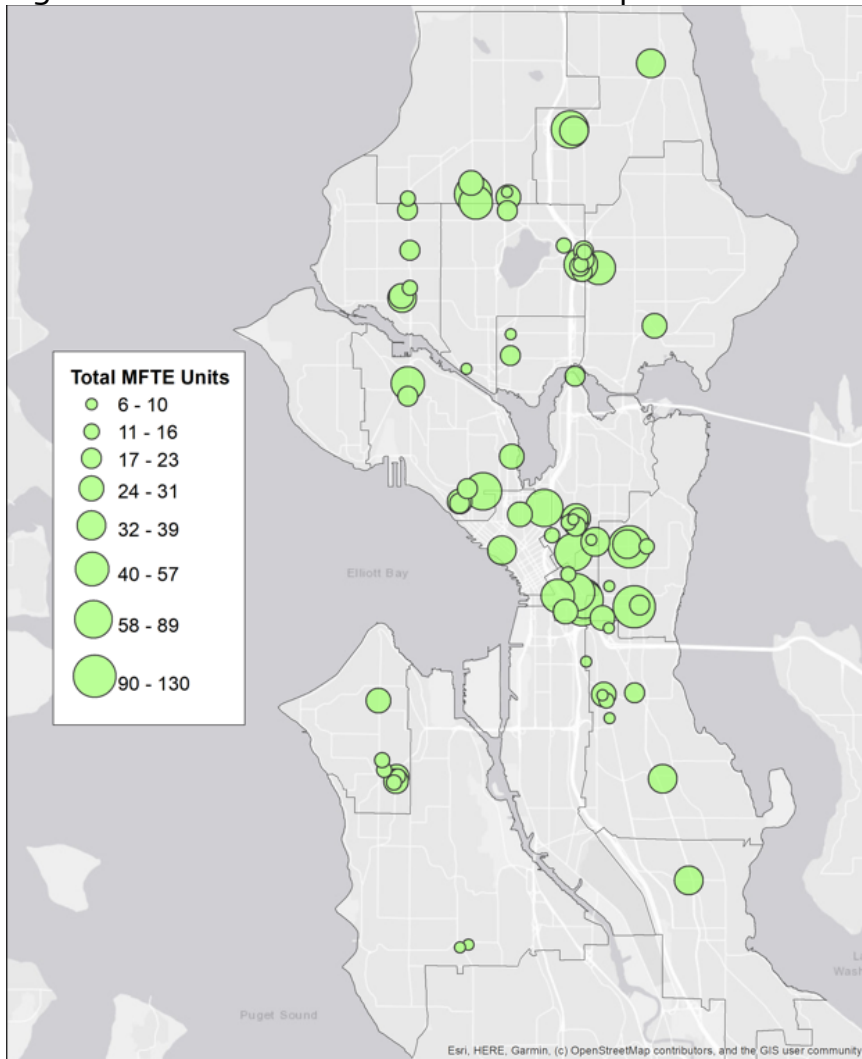 Total MFTE Units
6 - 10
11 - 16
17 - 23
24 - 31
32 - 39
40 - 57
58 - 89
90 - 130
Elliott Bay
Puget Sound
Esri, HERE, Garmin, (c) OpenStreetMap contributors, and the GIS user community